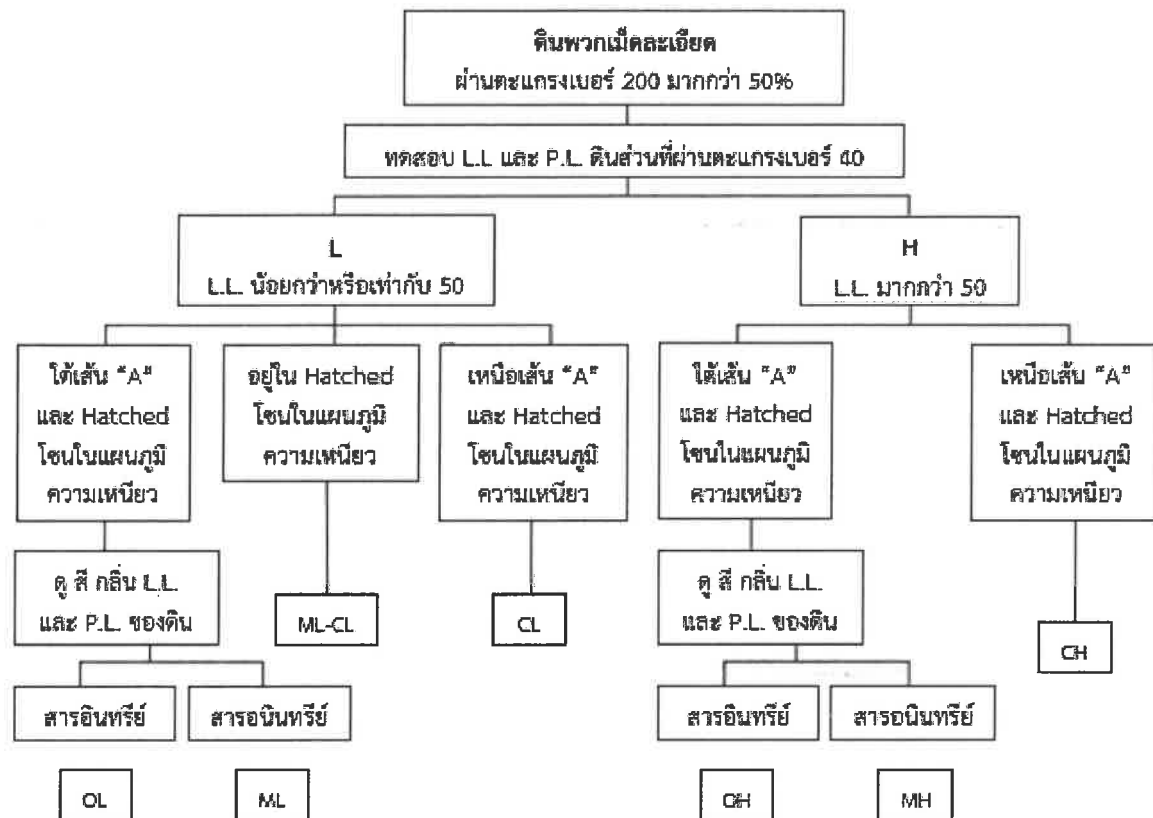 ดินพวกเม็ดละเอียด
ผ่านตะแกรงเบอร์ 200 มากกว่า 50%
ทดสอบ L.L และ P.L. ดินส่วนที่ผ่านตะแกรงเบอร์ 40
L
L.L. น้อยกว่าหรือเท่ากับ 50
H
L.L. มากกว่า 50
ใต้เส้น "A"
และ Hatched
โซนในแผนภูมิ
ความเหนียว
อยู่ใน Hatched
โซนในแผนภูมิ
ความเหนียว
เหนือเส้น "A"
และ Hatched
โซนในแผนภูมิ
ความเหนียว
ใต้เส้น "A"
และ Hatched
โซนในแผนภูมิ
ความเหนียว
เหนือเส้น "A"
และ Hatched
โซนในแผนภูมิ
ความเหนียว
ดู สี กลิ่น L.L.
และ P.L. ของดิน
ML-CL
CL
ดู สี กลิ่น L.L.
และ P.L. ของดิน
CH
สารอินทรีย์
สารอนินทรีย์
สารอินทรีย์
สารอนินทรีย์
OL
ML
OH
MH